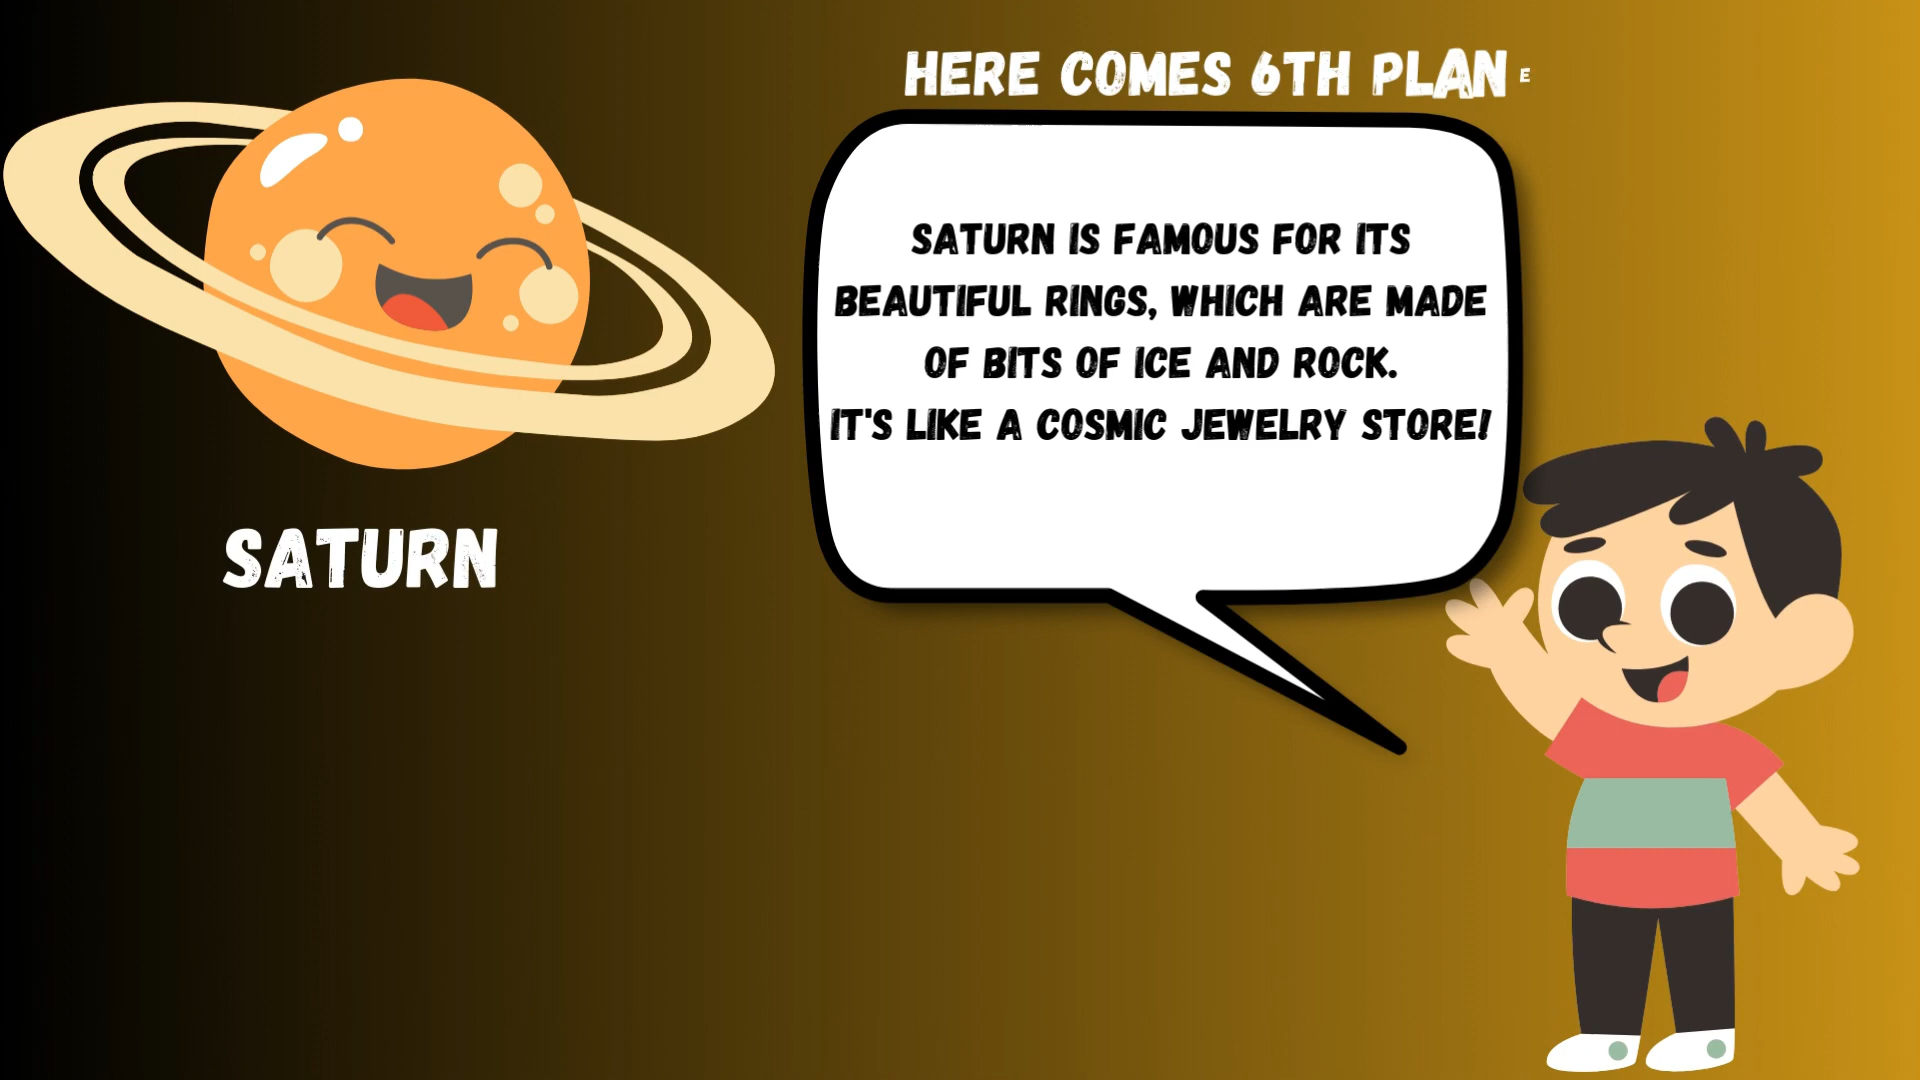 HERE COMES 6TH PLANE
SATURN IS FAMOUS FOR ITS
BEAUTIFUL RINGS, WHICH ARE MADE
OF BITS OF ICE AND ROCK.
IT'S LIKE A COSMIC JEWELRY STORE!
SATURN